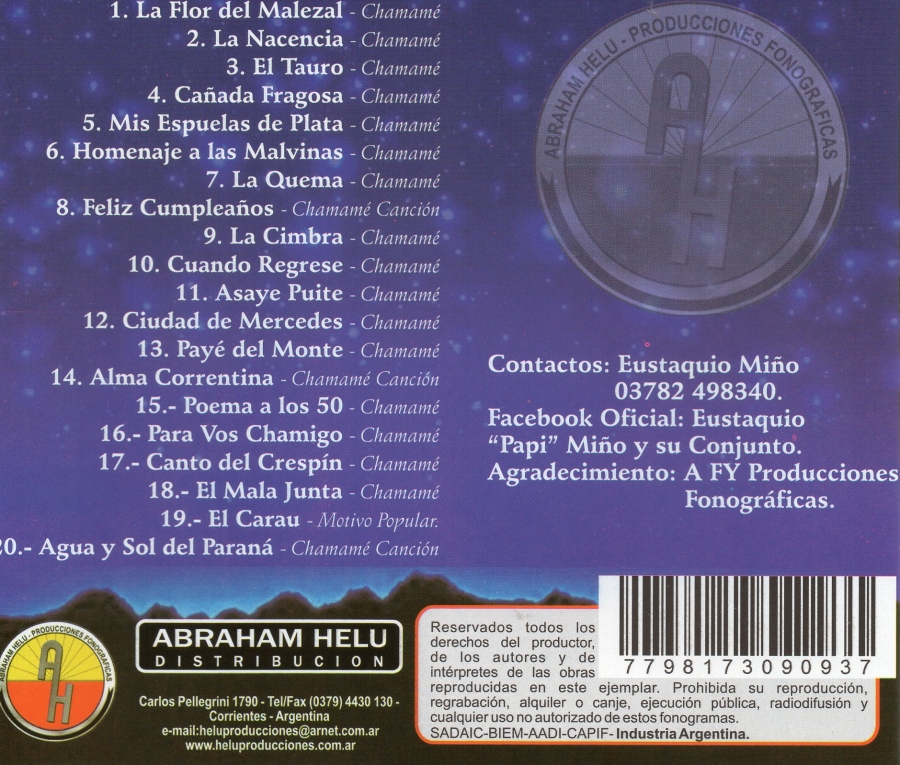 1. La Flor del Malezal - Chamamé
2. La Nacencia - Chamamé
3. El Tauro - Chamamé
4. Cañada Fragosa - Chamamé
5. Mis Espuelas de Plata - Chamamé
6. Homenaje a las Malvinas - Chamamé
7. La Quema - Chamamé
8. Feliz Cumpleaños - Chamamé Canción
9. La Cimbra - Chamamé
10. Cuando Regrese - Chamamé
11. Asaye Puite - Chamamé
12. Ciudad de Mercedes - Chamamé
13. Payé del Monte - Chamamé
14. Alma Correntina - Chamamé Canción
15.- Poema a los 50 - Chamamé
16.- Para Vos Chamigo - Chamamé
17.- Canto del Crespín - Chamamé
18.- El Mala Junta - Chamamé
19.- El Carau - Motivo Popular.
20.- Agua y Sol del Paraná - Chamamé Canción
ABRAHAM HELU - PRODUCCIONES FONOGRAFICAS
AH
Contactos: Eustaquio Miño
03782 498340.
Facebook Oficial: Eustaquio
“Papi” Miño y su Conjunto.
Agradecimiento: A FY Producciones
Fonográficas.
ABRAHAM HELU - PRODUCCIONES FONOGRAFICAS
AH
ABRAHAM HELU
DISTRIBUCION
Carlos Pellegrini 1790 - Tel/Fax (0379) 4430 130 -
Corrientes - Argentina
e-mail:heluproducciones@arnet.com.ar
www.heluproducciones.com.ar
Reservados todos los
derechos del productor,
de los autores y de
intérpretes de las obras
reproducidas en este ejemplar. Prohibida su reproducción,
regrabación, alquiler o canje, ejecución pública, radiodifusión y
cualquier uso no autorizado de estos fonogramas.
SADAIC-BIEM-AADI-CAPIF- Industria Argentina.
7798173090937